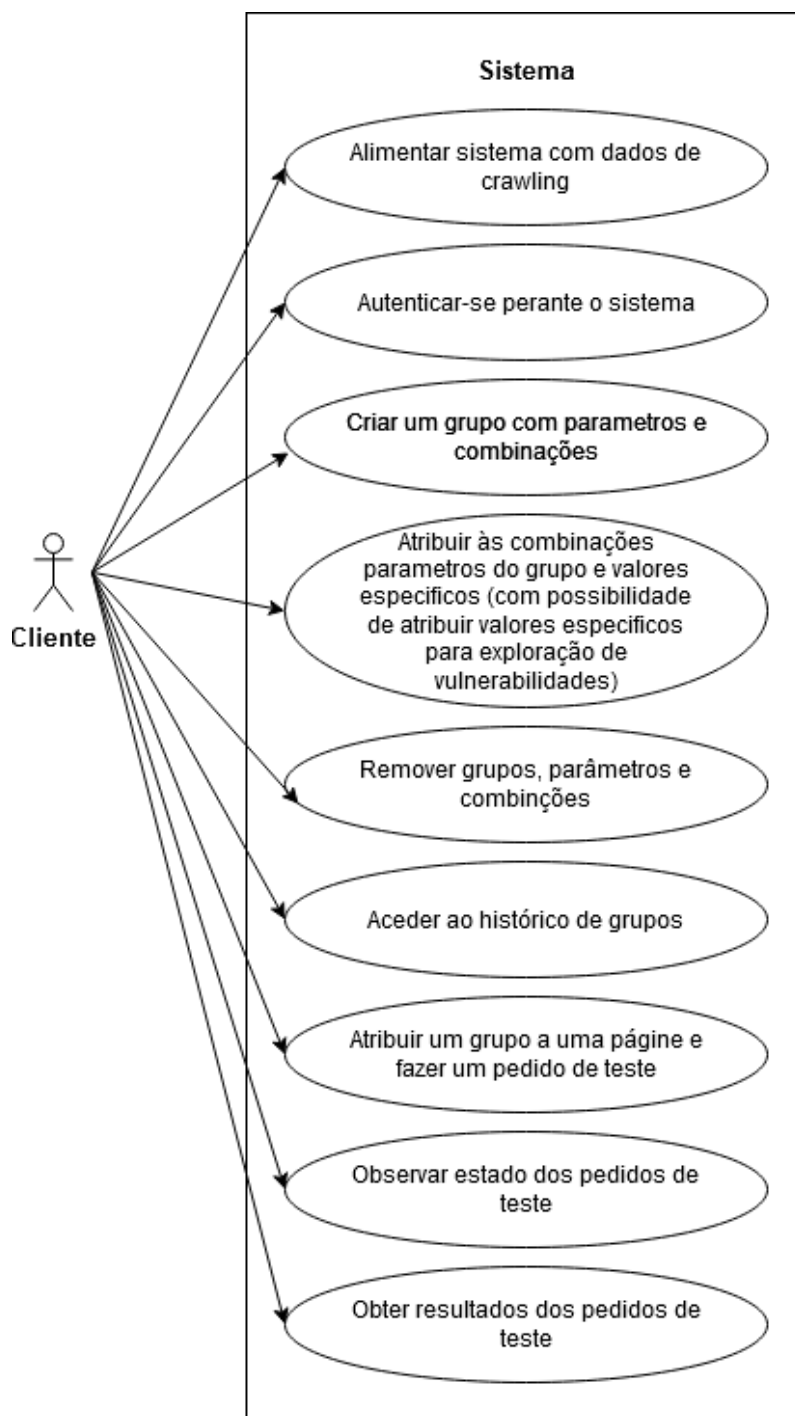 Sistema
Alimentar sistema com dados de
crawling
Autenticar-se perante o sistema
Criar um grupo com parametros e
combinações
Atribuir às combinações
parametros do grupo e valores
especificos (com possibilidade
de atribuir valores especificos
para exploração de
vulnerabilidades)
Cliente
Remover grupos, parâmetros e
combinções
Aceder ao histórico de grupos
Atribuir um grupo a uma págine e
fazer um pedido de teste
Observar estado dos pedidos de
teste
Obter resultados dos pedidos de
teste